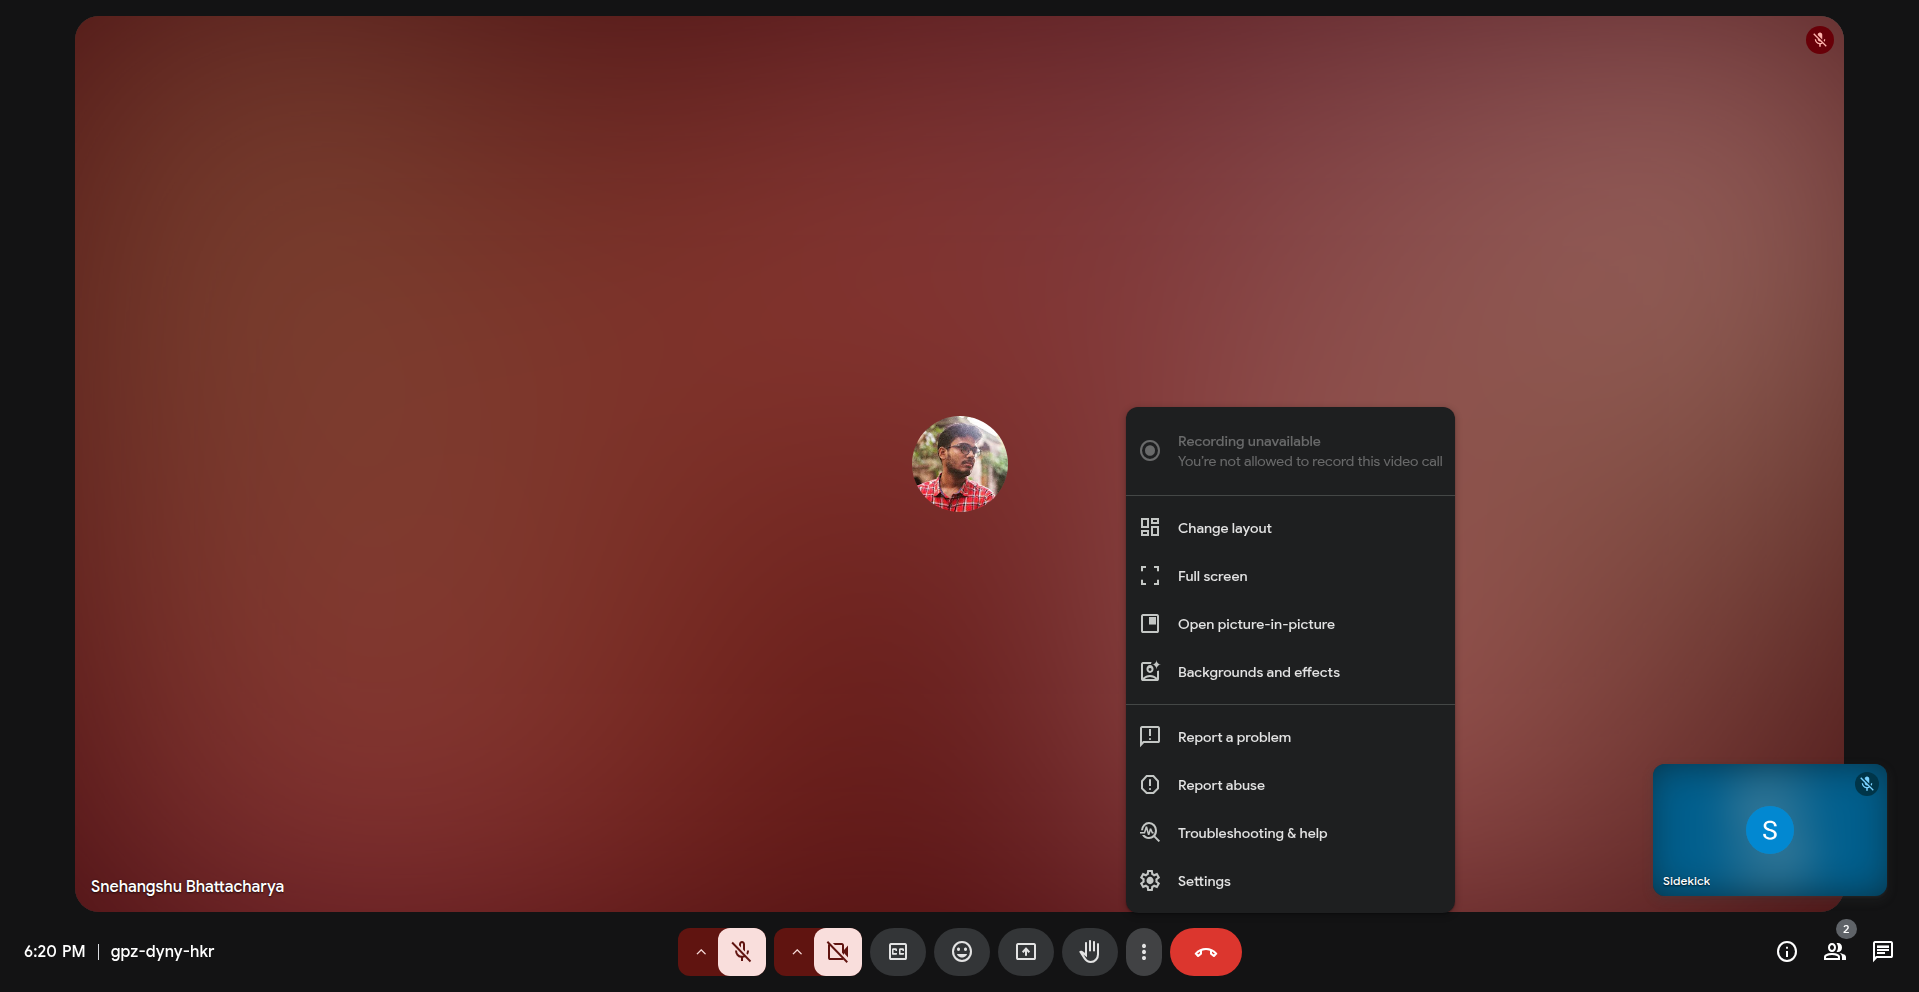 Recording unavailable
You're not allowed to record this video call
Change layout
Full screen
Open picture-in-picture
Backgrounds and effects
Report a problem
Report abuse
Troubleshooting & help
Settings
S
Sidekick
Snehangshu Bhattacharya
6:20 PM | gpz-dyny-hkr
CC
2